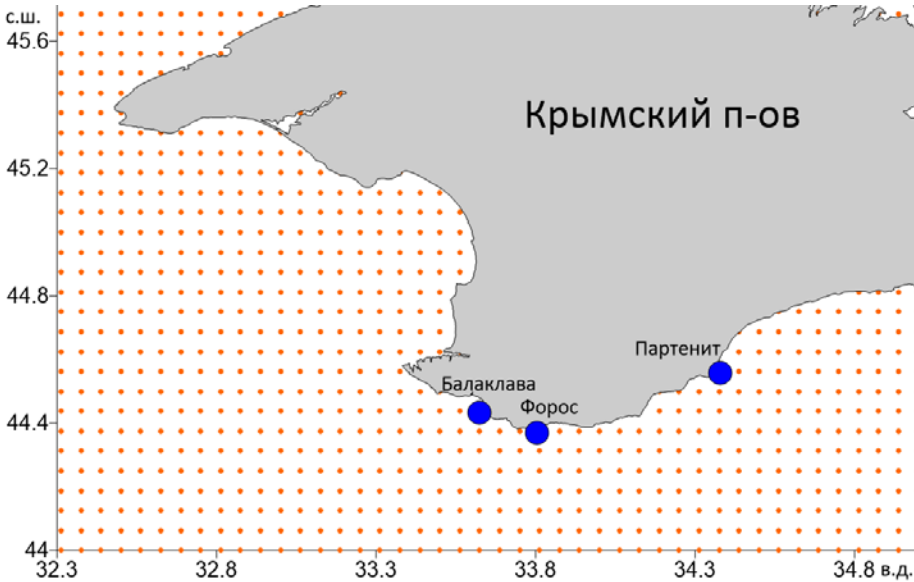 с.ш.
45.6
Крымский п-ов
45.2
44.8
Партенит
Балаклава
Форос
44.4
44
32.3 32.8 33.3 33.8 34.3 34.8 в.д.